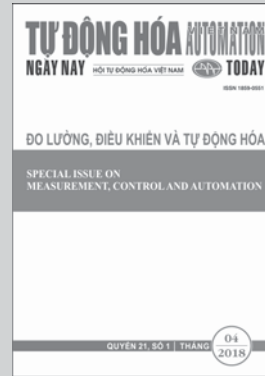 TỰ ĐỘNG HÓA AUTOMATION
NGÀY NAY HỘI TỰ ĐỘNG HÓA VIỆT NAM TODAY
ĐO LƯỜNG, ĐIỀU KHIỂN VÀ TỰ ĐỘNG HÓA
SPECIAL ISSUE ON
MEASUREMENT, CONTROL AND AUTOMATION
QUYỂN 21, SỐ 1 | THÁNG 04
2018